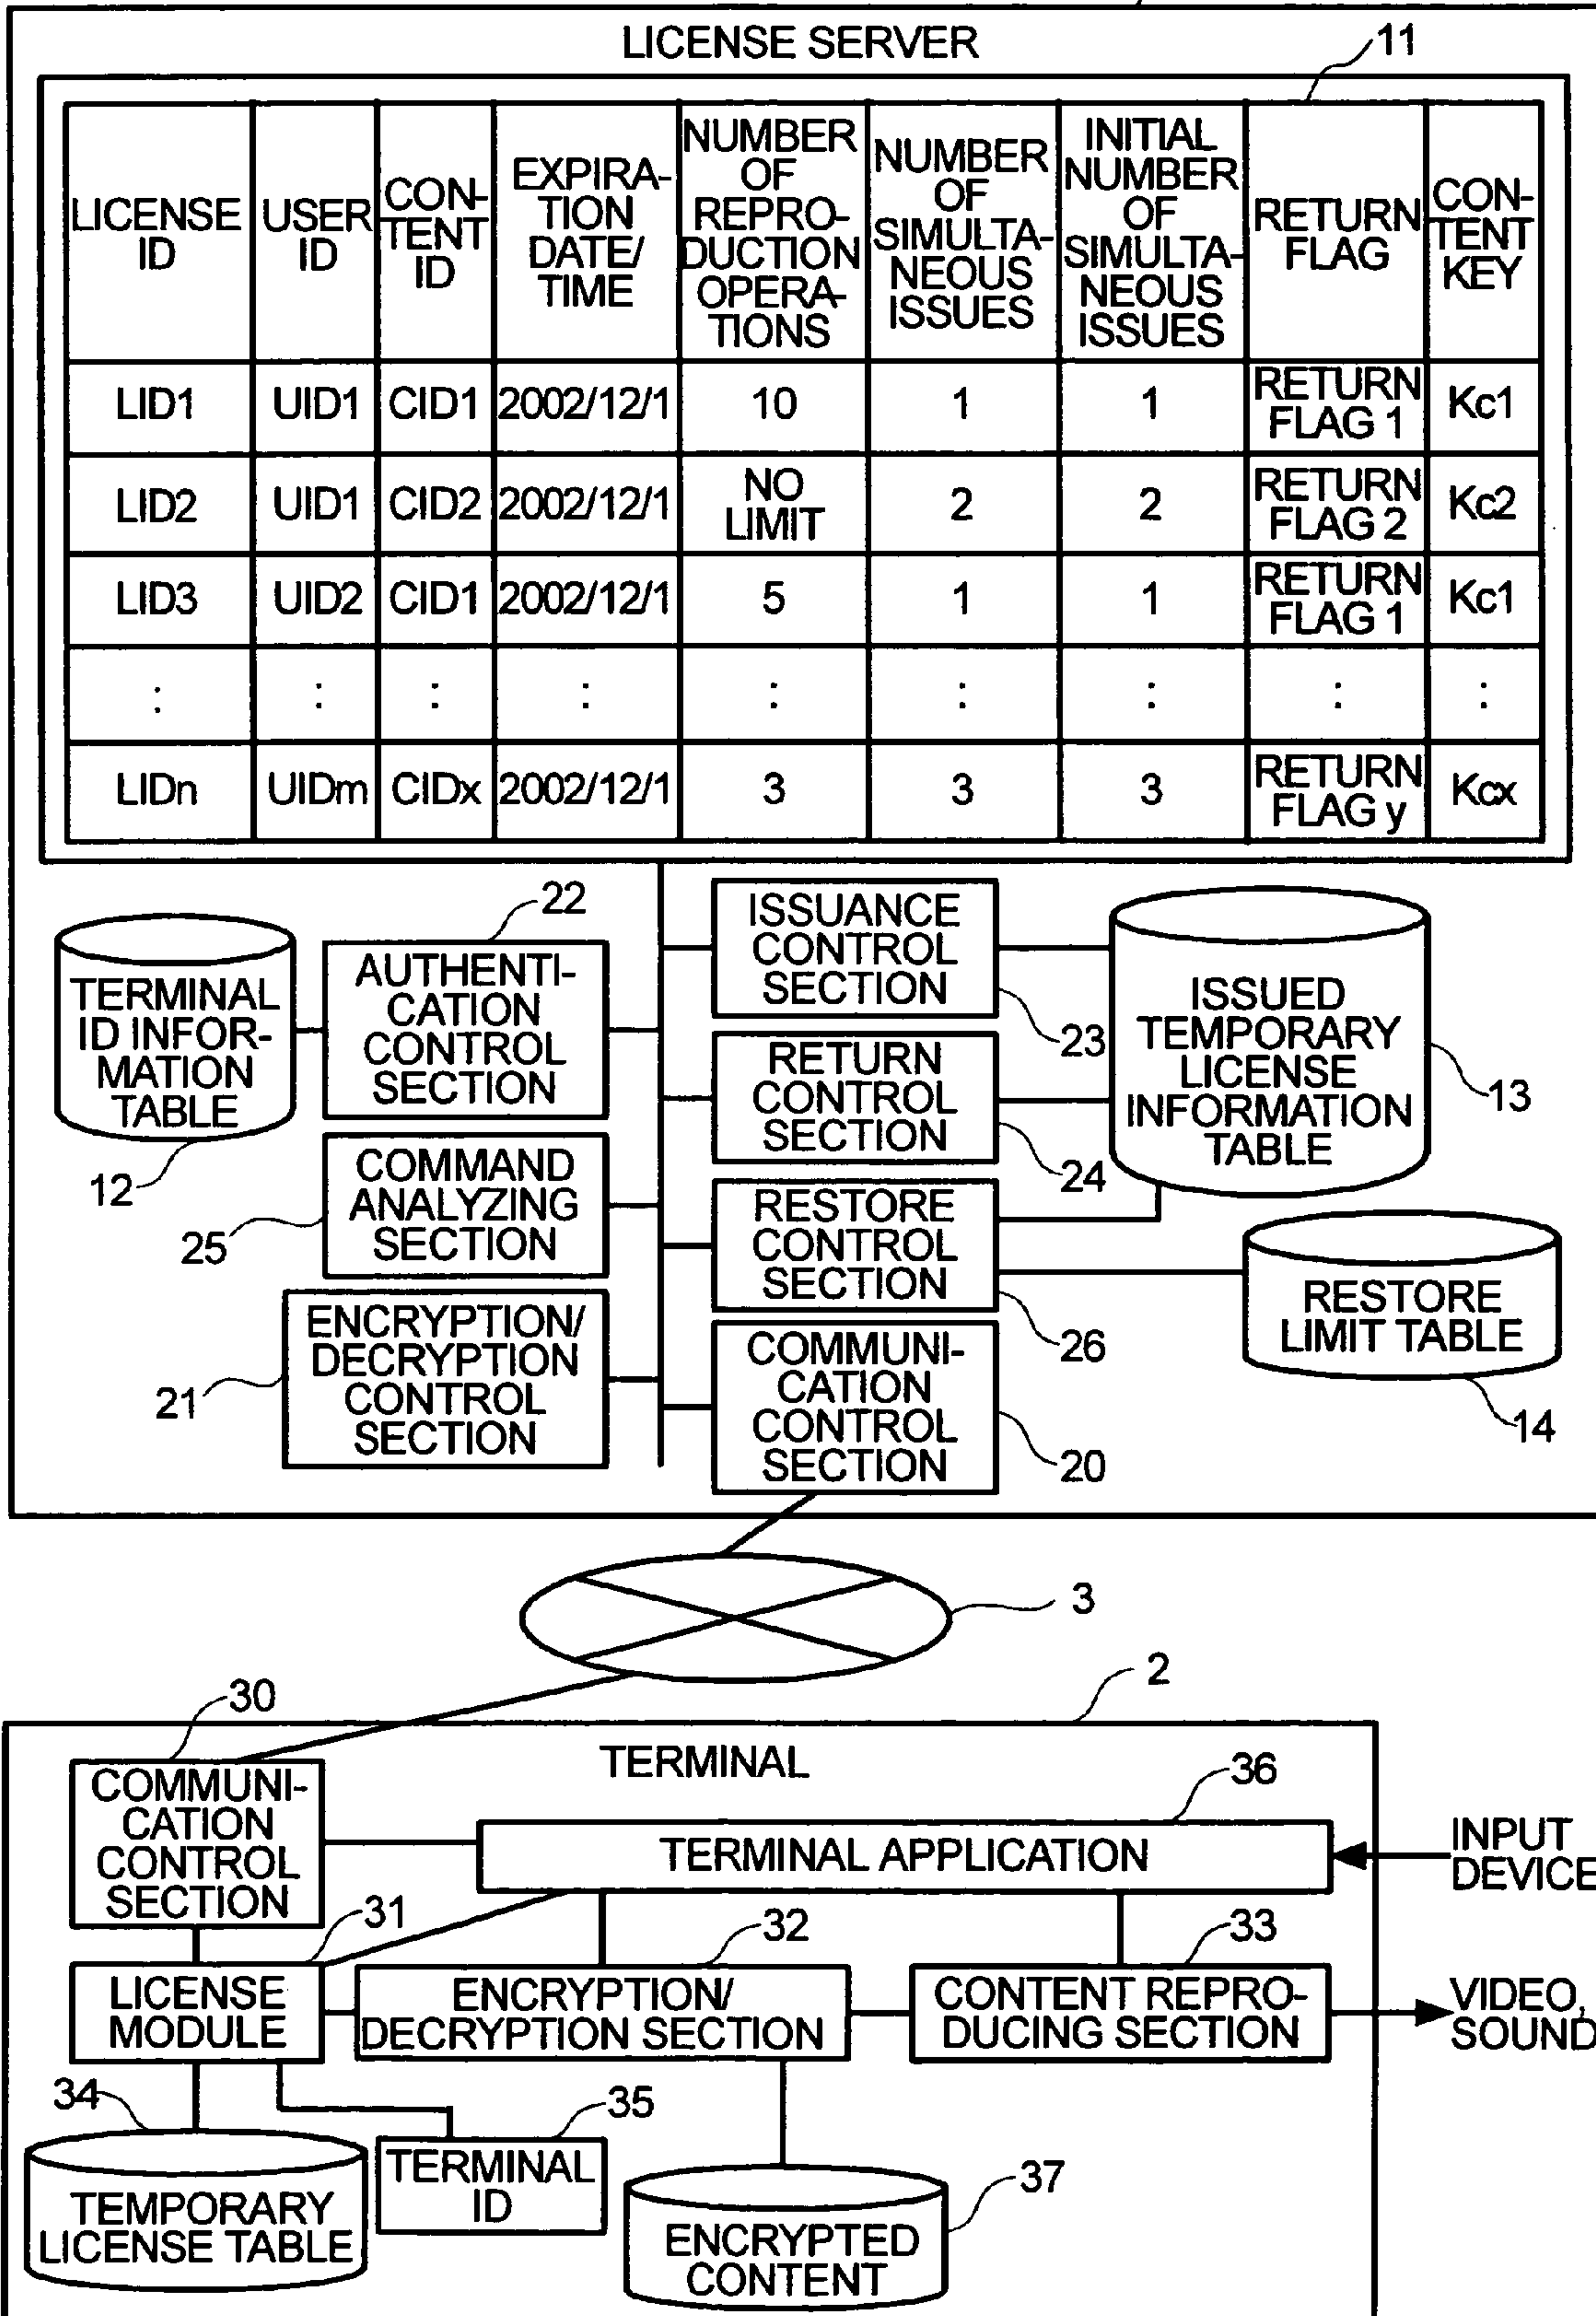 LICENSE SERVER
11
LICENSE ID
USER ID
CON-
TENT
ID
EXPIRA-
TION
DATE/
TIME
NUMBER
OF
REPRO-
DUCTION
OPERA-
TIONS
NUMBER
OF
SIMULTA-
NEOUS
ISSUES
INITIAL
NUMBER
OF
SIMULTA-
NEOUS
ISSUES
RETURN
FLAG
CON-
TENT
KEY
LID1 UID1 CID1 2002/12/1 10 1 1 RETURN FLAG 1 Kc1
LID2 UID1 CID2 2002/12/1 NO LIMIT 2 2 RETURN FLAG 2 Kc2
LID3 UID2 CID1 2002/12/1 5 1 1 RETURN FLAG 1 Kc1
: : : : : : : : :
LIDn UIDm CIDx 2002/12/1 3 3 3 RETURN FLAG y Kcx
TERMINAL
ID INFOR-
MATION
TABLE
12
22
AUTHENTI-
CATION
CONTROL
SECTION
COMMAND
ANALYZING
SECTION
25
ENCRYPTION/
DECRYPTION
CONTROL
SECTION
21
ISSUANCE
CONTROL
SECTION
23
RETURN
CONTROL
SECTION
24
RESTORE
CONTROL
SECTION
26
COMMUNI-
CATION
CONTROL
SECTION
20
ISSUED
TEMPORARY
LICENSE
INFORMATION
TABLE
13
RESTORE
LIMIT TABLE
14
3
2
TERMINAL
30
COMMUNI-
CATION
CONTROL
SECTION
36
TERMINAL APPLICATION
INPUT
DEVICE
31
LICENSE
MODULE
32
ENCRYPTION/
DECRYPTION SECTION
33
CONTENT REPRO-
DUCING SECTION
VIDEO,
SOUND
34
TEMPORARY
LICENSE TABLE
35
TERMINAL
ID
37
ENCRYPTED
CONTENT